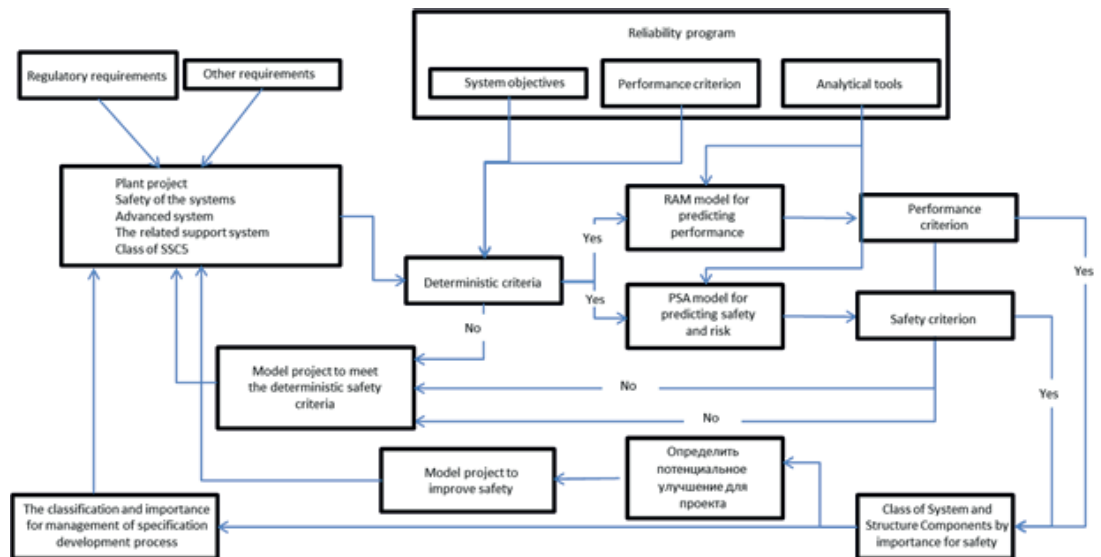 Reliability program
Regulatory requirements
Other requirements
System objectives
Performance criterion
Analytical tools
Plant project
Safety of the systems
Advanced system
The related support system
Class of SSC5
RAM model for
predicting
performance
Performance
criterion
Yes
Yes
Deterministic criteria
Yes
PSA model for
predicting safety
and risk
Safety criterion
No
Model project to meet
the deterministic safety
criteria
No
Yes
No
Определить
потенциальное
улучшение для
проекта
Model project to
improve safety
The classification and importance
for management of specification
development process
Class of System and
Structure Components by
importance for safety